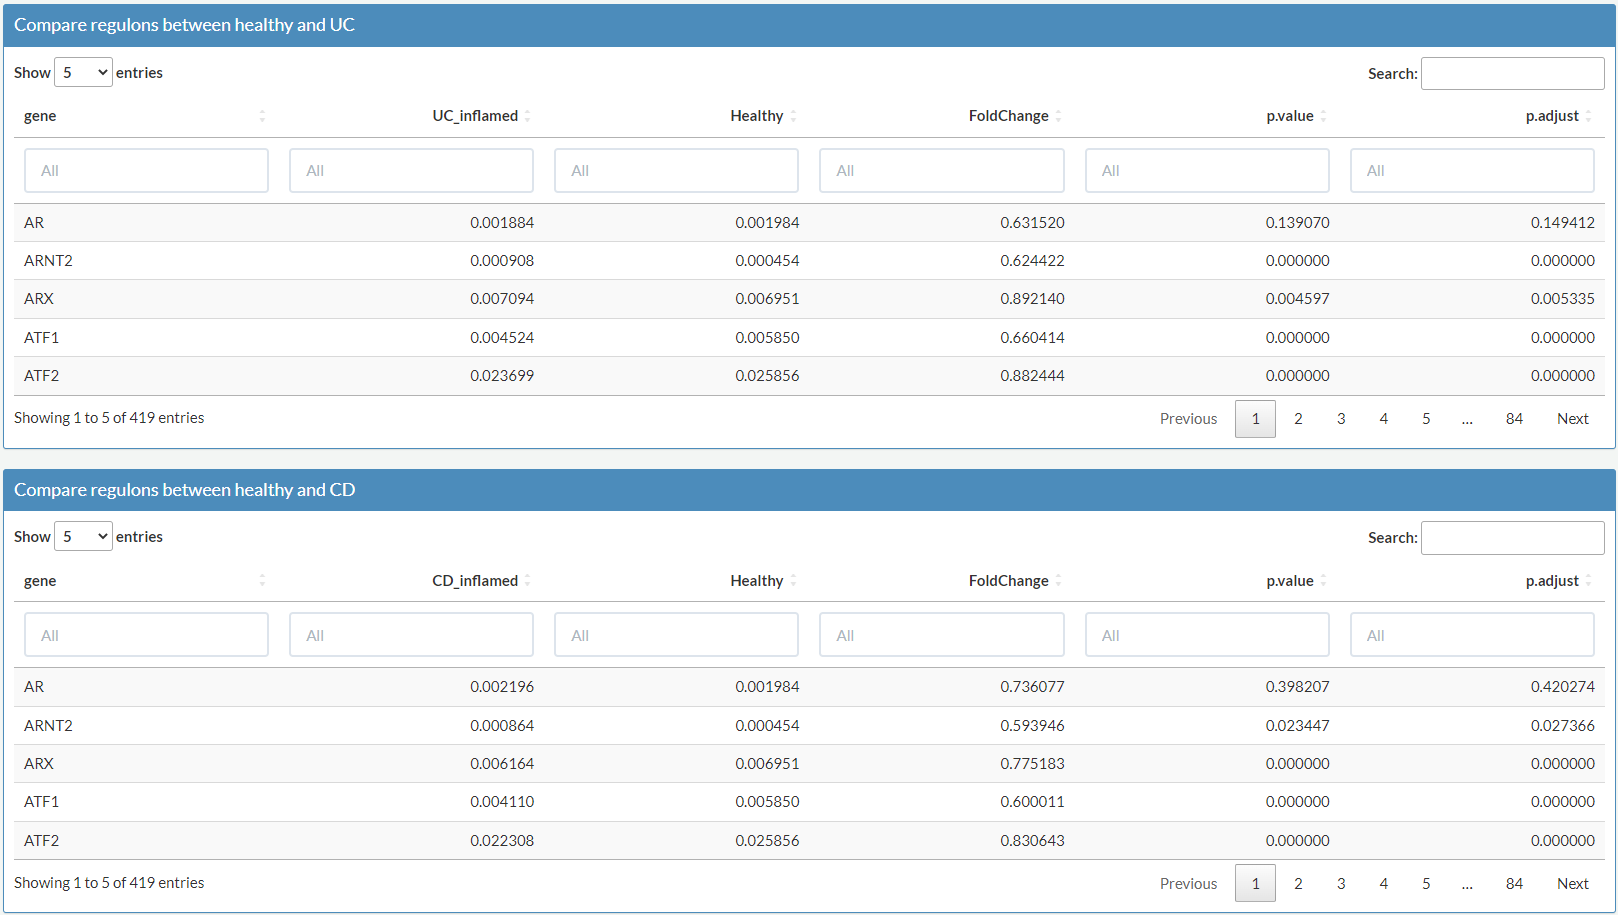 Compare regulons between healthy and UC
Show 5 entries Search:
gene UC_inflamed Healthy FoldChange p.value p.adjust
All All All All All All
AR 0.001884 0.001984 0.631520 0.139070 0.149412
ARNT2 0.000908 0.000454 0.624422 0.000000 0.000000
ARX 0.007094 0.006951 0.892140 0.004597 0.005335
ATF1 0.004524 0.005850 0.660414 0.000000 0.000000
ATF2 0.023699 0.025856 0.882444 0.000000 0.000000
Showing 1 to 5 of 419 entries Previous 1 2 3 4 5 ... 84 Next
Compare regulons between healthy and CD
Show 5 entries Search:
gene CD_inflamed Healthy FoldChange p.value p.adjust
All All All All All All
AR 0.002196 0.001984 0.736077 0.398207 0.420274
ARNT2 0.000864 0.000454 0.593946 0.023447 0.027366
ARX 0.006164 0.006951 0.775183 0.000000 0.000000
ATF1 0.004110 0.005850 0.600011 0.000000 0.000000
ATF2 0.022308 0.025856 0.830643 0.000000 0.000000
Showing 1 to 5 of 419 entries Previous 1 2 3 4 5 ... 84 Next